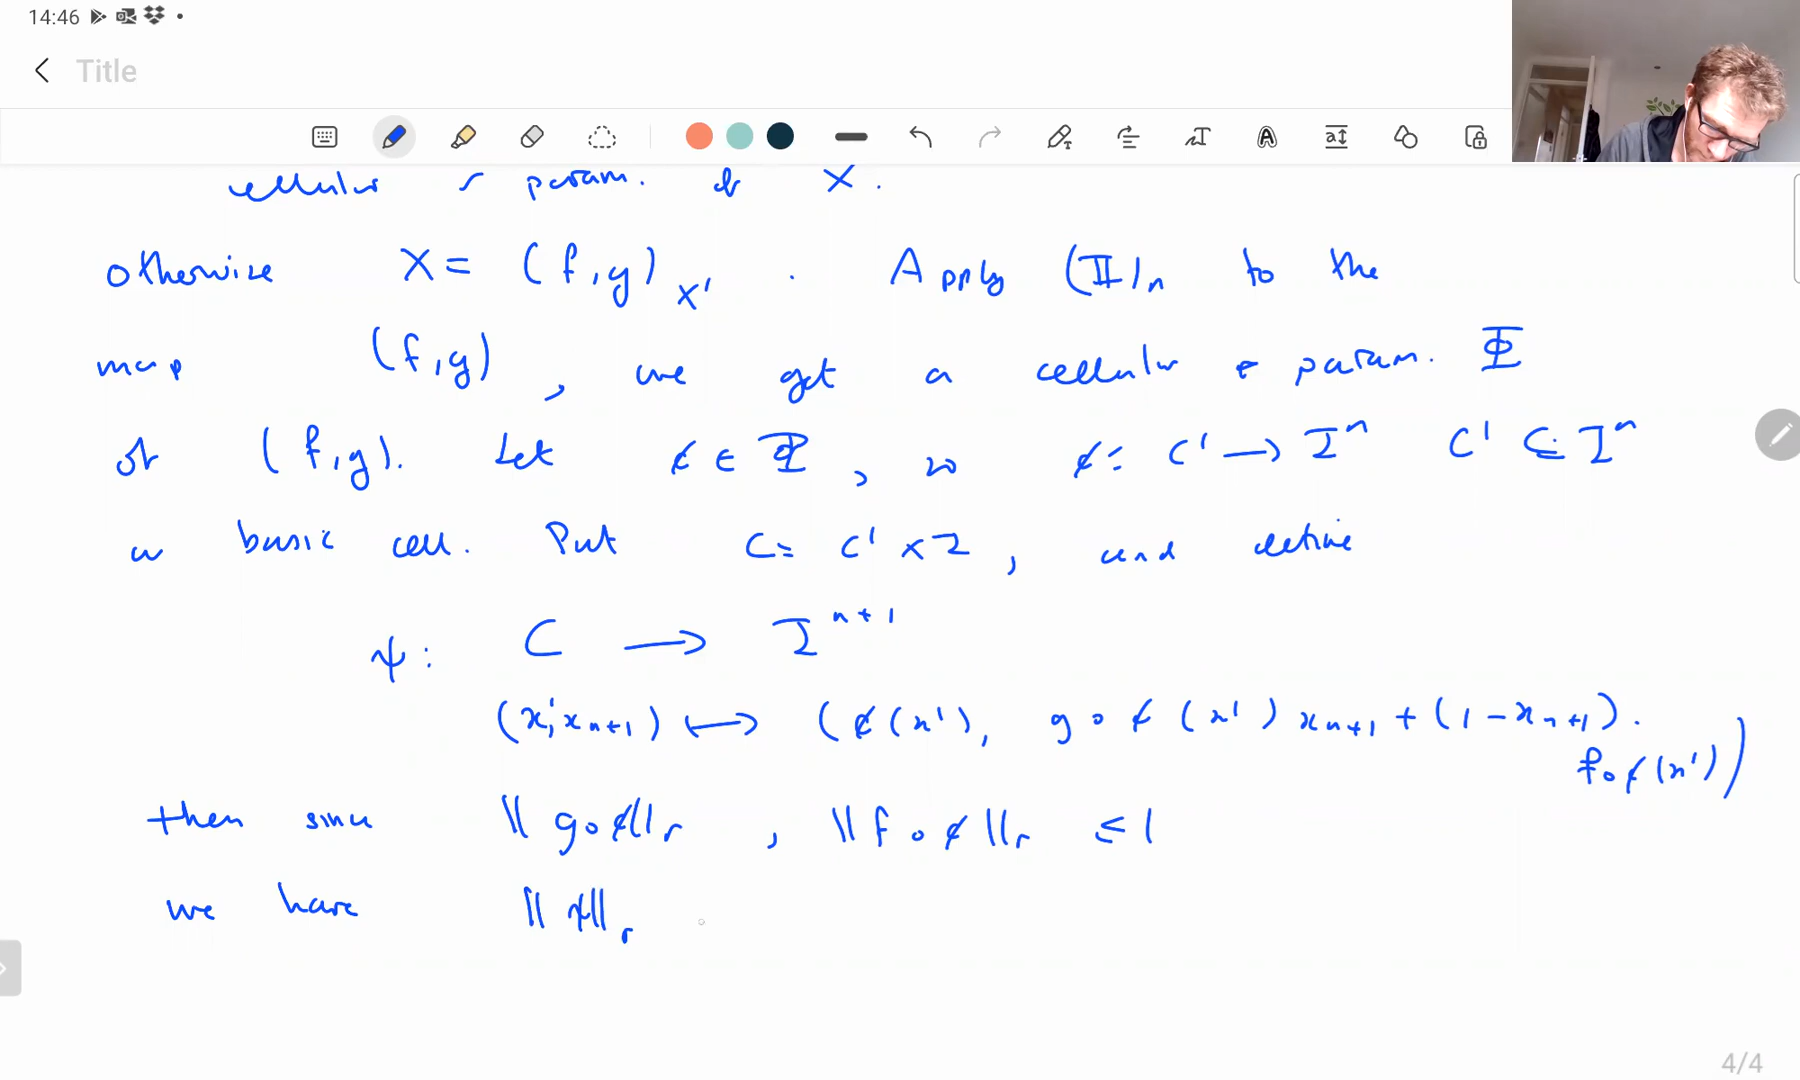 14:46
Title
cellular r param. of X.
otherwise X = (f, g)_{X'} . Apply (II)_n to the
map (f, g), we get a cellular r param. Φ
of (f, g). Let ϕ ∈ Φ, so ϕ: C' → I^n C' ⊆ I^n
a basic cell. Put C = C' × I, and define
ψ: C → I^{n+1}
(x', x_{n+1}) ↦ (ϕ(x'), g∘ϕ(x') x_{n+1} + (1 - x_{n+1}).
f∘ϕ(x'))
then since ||g∘ϕ||_r, ||f∘ϕ||_r ≤ 1
we have ||ψ||_r
4/4